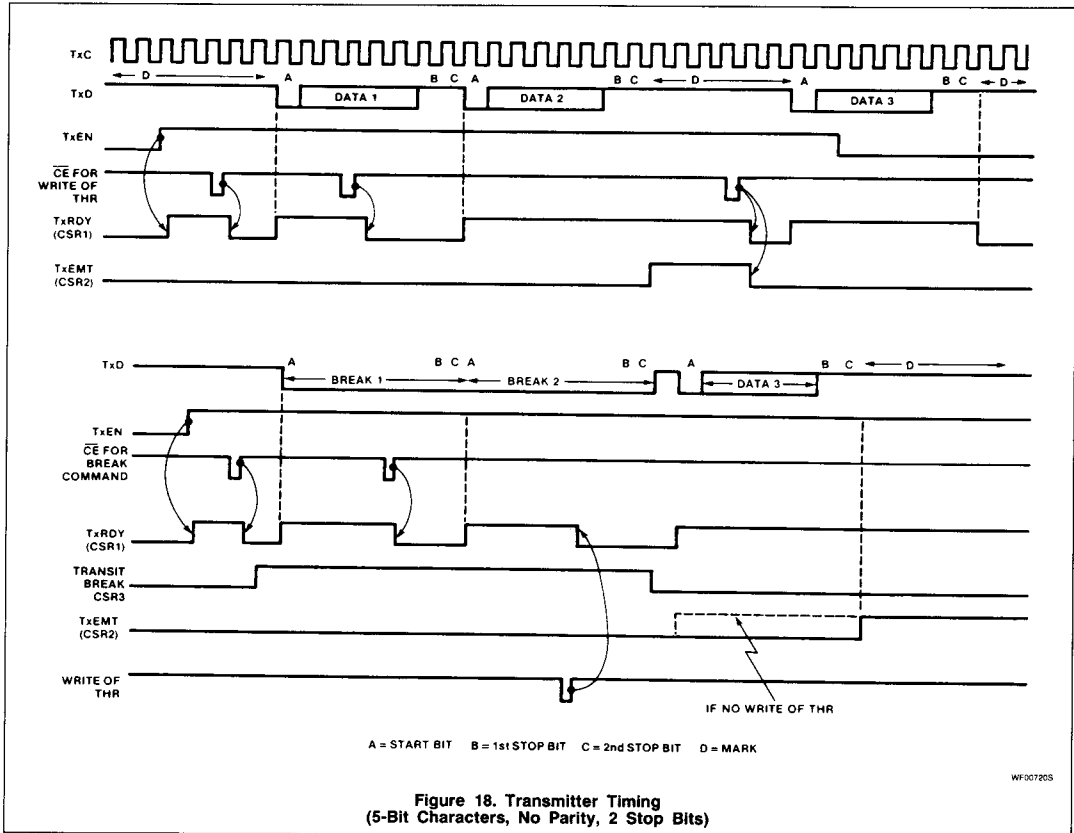 TxC
D A B C A B C D A B C D
TxD DATA 1 DATA 2 DATA 3
TxEN
CE FOR
WRITE OF
THR
TxRDY
(CSR1)
TxEMT
(CSR2)
TxD A B C A B C A B C D
BREAK 1 BREAK 2 DATA 3
TxEN
CE FOR
BREAK
COMMAND
TxRDY
(CSR1)
TRANSIT
BREAK
CSR3
TxEMT
(CSR2)
WRITE OF
THR
IF NO WRITE OF THR
A = START BIT B = 1st STOP BIT C = 2nd STOP BIT D = MARK
WF00720S
Figure 18. Transmitter Timing
(5-Bit Characters, No Parity, 2 Stop Bits)